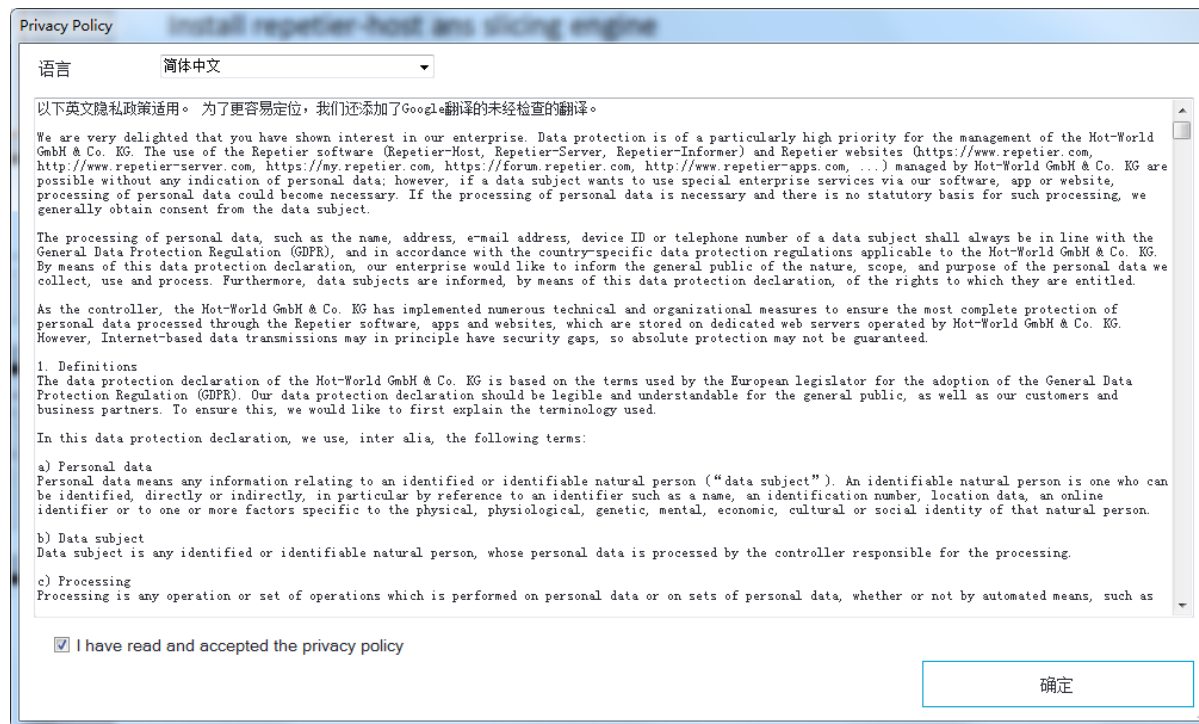 Install repetier-host ans slicing engine
Privacy Policy
语言
简体中文
以下英文隐私政策适用。 为了更容易定位，我们还添加了Google翻译的未经检查的翻译。
We are very delighted that you have shown interest in our enterprise. Data protection is of a particularly high priority for the management of the Hot-World
GmbH & Co. KG. The use of the Repetier software (Repetier-Host, Repetier-Server, Repetier-Informer) and Repetier websites (https://www.repetier.com,
http://www.repetier-server.com, https://my.repetier.com, https://forum.repetier.com, http://www.repetier-apps.com, ...) managed by Hot-World GmbH & Co. KG are
possible without any indication of personal data; however, if a data subject wants to use special enterprise services via our software, app or website,
processing of personal data could become necessary. If the processing of personal data is necessary and there is no statutory basis for such processing, we
generally obtain consent from the data subject.
The processing of personal data, such as the name, address, e-mail address, device ID or telephone number of a data subject shall always be in line with the
General Data Protection Regulation (GDPR), and in accordance with the country-specific data protection regulations applicable to the Hot-World GmbH & Co. KG.
By means of this data protection declaration, our enterprise would like to inform the general public of the nature, scope, and purpose of the personal data we
collect, use and process. Furthermore, data subjects are informed, by means of this data protection declaration, of the rights to which they are entitled.
As the controller, the Hot-World GmbH & Co. KG has implemented numerous technical and organizational measures to ensure the most complete protection of
personal data processed through the Repetier software, apps and websites, which are stored on dedicated web servers operated by Hot-World GmbH & Co. KG.
However, Internet-based data transmissions may in principle have security gaps, so absolute protection may not be guaranteed.
1. Definitions
The data protection declaration of the Hot-World GmbH & Co. KG is based on the terms used by the European legislator for the adoption of the General Data
Protection Regulation (GDPR). Our data protection declaration should be legible and understandable for the general public, as well as our customers and
business partners. To ensure this, we would like to first explain the terminology used.
In this data protection declaration, we use, inter alia, the following terms:
a) Personal data
Personal data means any information relating to an identified or identifiable natural person (“data subject”). An identifiable natural person is one who can
be identified, directly or indirectly, in particular by reference to an identifier such as a name, an identification number, location data, an online
identifier or to one or more factors specific to the physical, physiological, genetic, mental, economic, cultural or social identity of that natural person.
b) Data subject
Data subject is any identified or identifiable natural person, whose personal data is processed by the controller responsible for the processing.
c) Processing
Processing is any operation or set of operations which is performed on personal data or on sets of personal data, whether or not by automated means, such as
I have read and accepted the privacy policy
确定